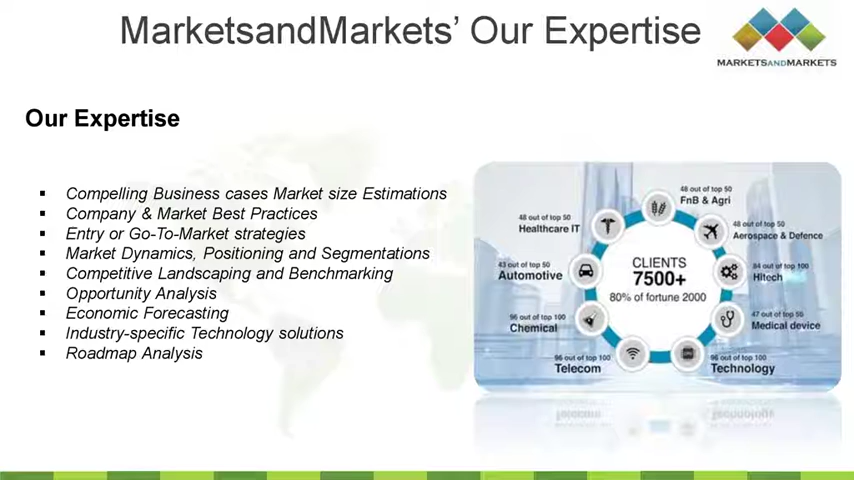 MarketsandMarkets’ Our Expertise
MARKETSANDMARKETS
Our Expertise
▪ Compelling Business cases Market size Estimations
▪ Company & Market Best Practices
▪ Entry or Go-To-Market strategies
▪ Market Dynamics, Positioning and Segmentations
▪ Competitive Landscaping and Benchmarking
▪ Opportunity Analysis
▪ Economic Forecasting
▪ Industry-specific Technology solutions
▪ Roadmap Analysis
48 out of top 50
FnB & Agri
48 out of top 50
Healthcare IT
48 out of top 50
Aerospace & Defence
43 out of top 50
Automotive
CLIENTS
7500+
80% of fortune 2000
84 out of top 100
Hitech
96 out of top 100
Chemical
47 out of top 50
Medical device
96 out of top 100
Telecom
96 out of top 100
Technology